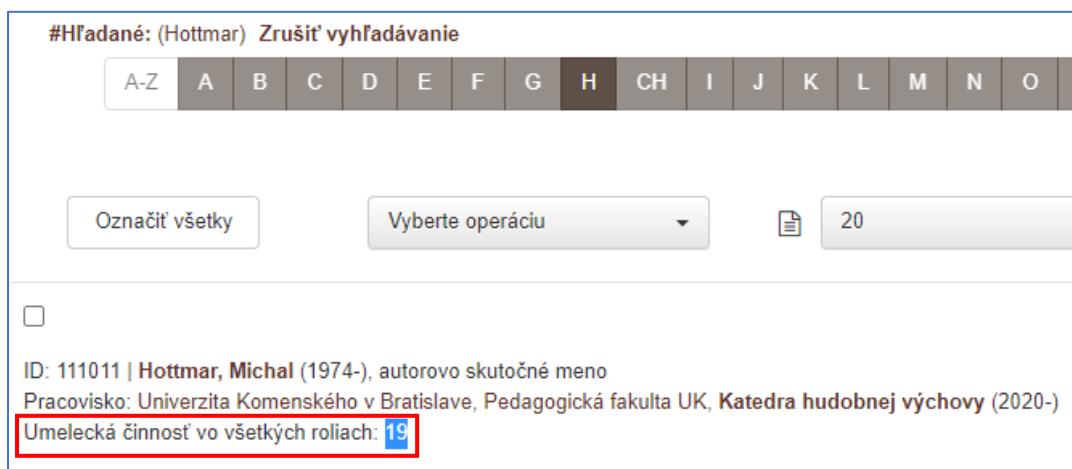 #Hľadané: (Hottmar) Zrušiť vyhľadávanie
A-Z A B C D E F G H CH I J K L M N O
Označiť všetky Vyberte operáciu 20
ID: 111011 | Hottmar, Michal (1974-), autorovo skutočné meno
Pracovisko: Univerzita Komenského v Bratislave, Pedagogická fakulta UK, Katedra hudobnej výchovy (2020-)
Umelecká činnosť vo všetkých roliach: 19